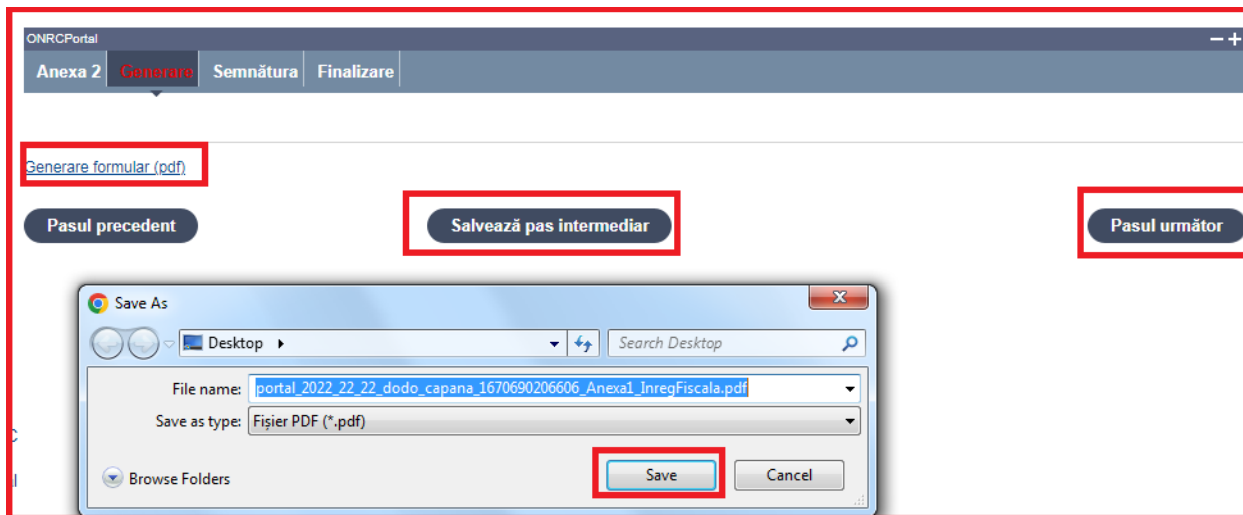 ONRCPortal
Anexa 2 Generare Semnătura Finalizare
Generare formular (pdf)
Pasul precedent Salvează pas intermediar Pasul următor
Save As
Desktop Search Desktop
File name: portal_2022_22_22_dodo_capana_1670690206606_Anexa1_InregFiscala.pdf
Save as type: Fișier PDF (*.pdf)
Browse Folders Save Cancel